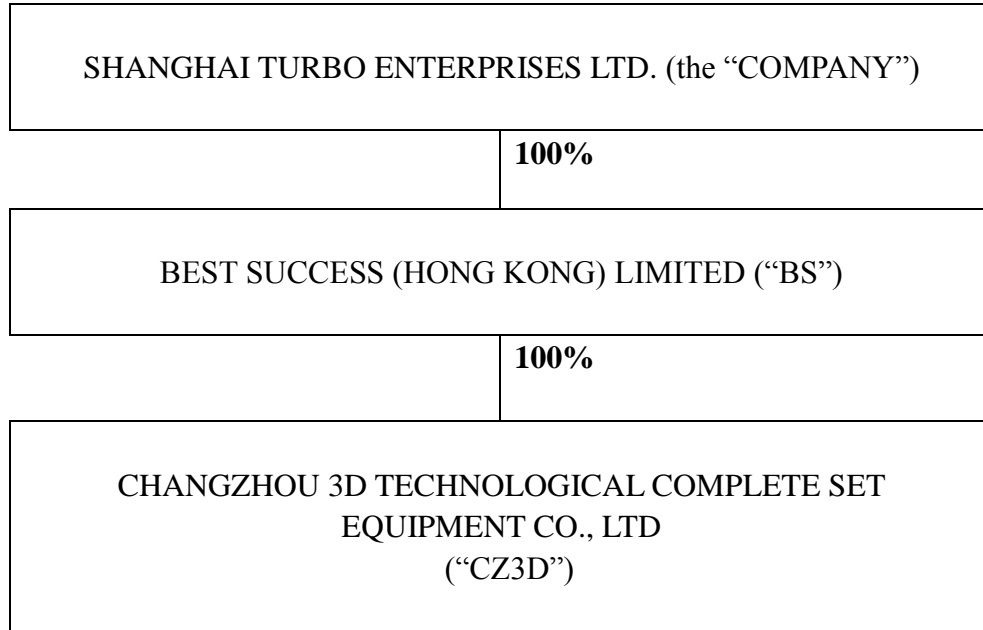 SHANGHAI TURBO ENTERPRISES LTD. (the “COMPANY”)
100%
BEST SUCCESS (HONG KONG) LIMITED (“BS”)
100%
CHANGZHOU 3D TECHNOLOGICAL COMPLETE SET
EQUIPMENT CO., LTD
(“CZ3D”)